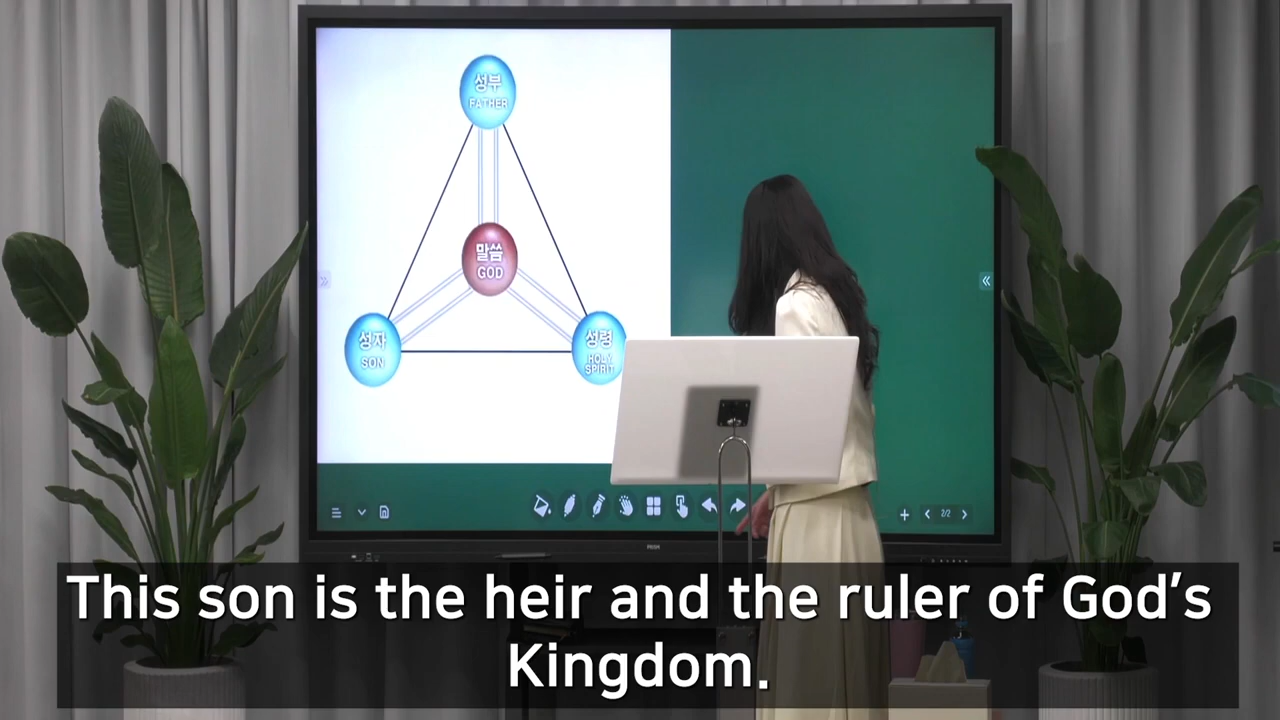 성부
FATHER
말씀
GOD
성자
SON
성령
HOLY
SPIRIT
2/2
This son is the heir and the ruler of God's
Kingdom.